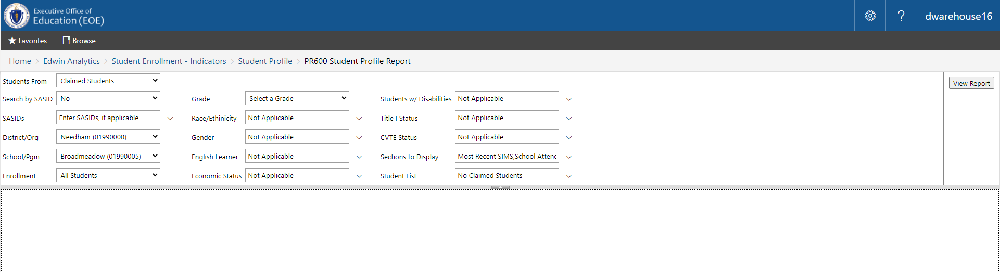 Executive Office of
Education (EOE)
? dwarehouse16
Favorites Browse
Home > Edwin Analytics > Student Enrollment - Indicators > Student Profile > PR600 Student Profile Report
Students From Claimed Students View Report
Search by SASID No Grade Select a Grade Students w/ Disabilities Not Applicable
SASIDs Enter SASIDs, if applicable Race/Ethinicity Not Applicable Title I Status Not Applicable
District/Org Needham (01990000) Gender Not Applicable CVTE Status Not Applicable
School/Pgm Broadmeadow (01990005) English Learner Not Applicable Sections to Display Most Recent SIMS,School Attenc
Enrollment All Students Economic Status Not Applicable Student List No Claimed Students